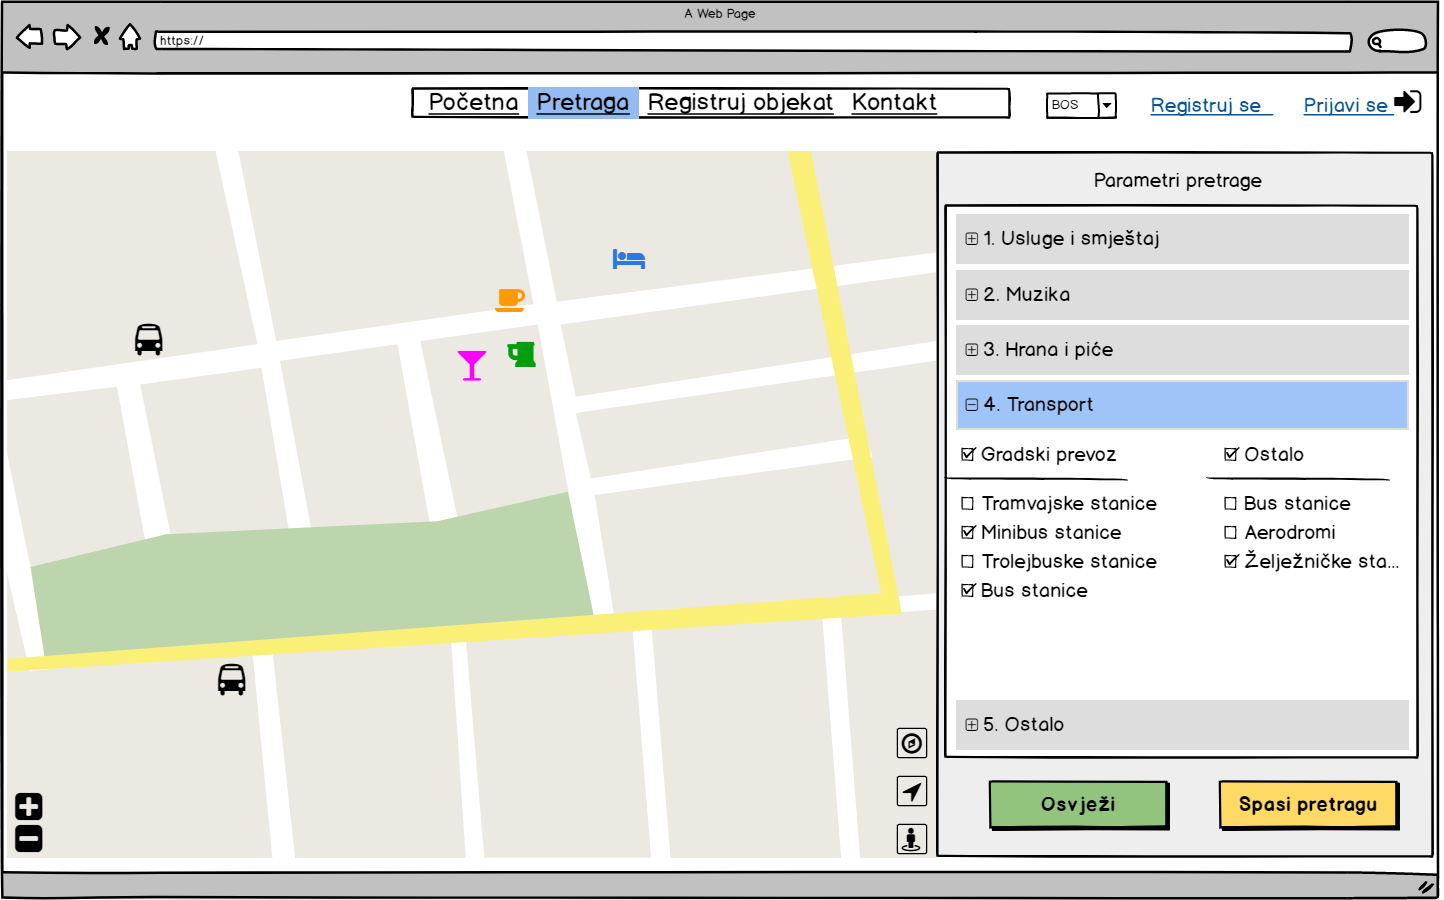 A Web Page
https://
Početna Pretraga Registruj objekat Kontakt
BOS
Registruj se
Prijavi se
Parametri pretrage
1. Usluge i smještaj
2. Muzika
3. Hrana i piće
4. Transport
Gradski prevoz
Tramvajske stanice
Minibus stanice
Trolejbuske stanice
Bus stanice
Ostalo
Bus stanice
Aerodromi
Želježničke sta...
5. Ostalo
Osvježi
Spasi pretragu